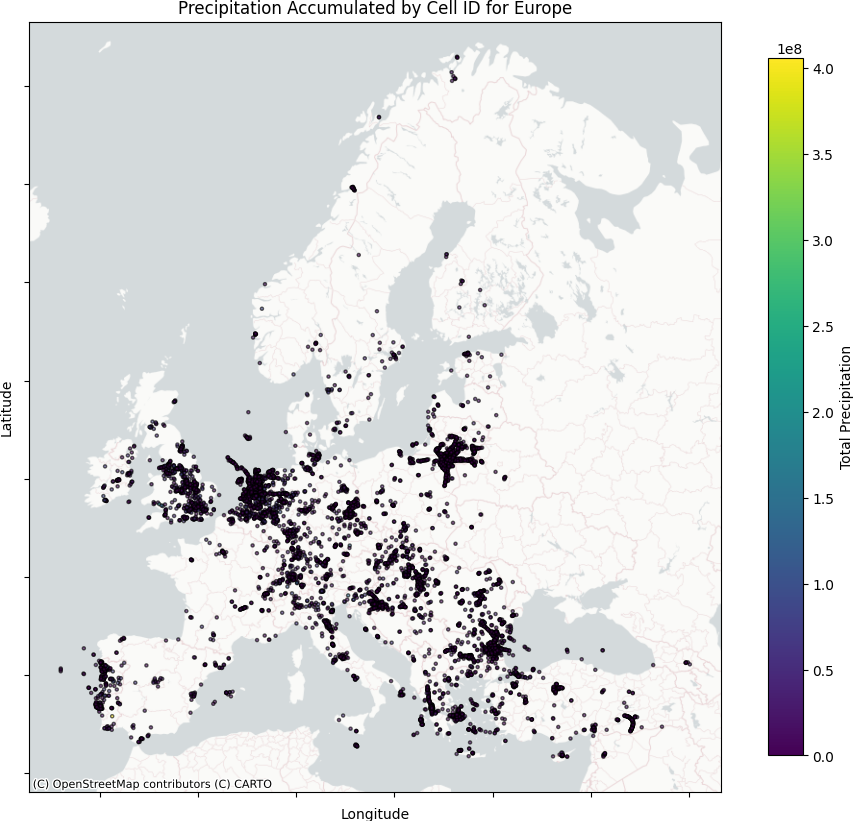 Precipitation Accumulated by Cell ID for Europe
1e8
4.0
3.5
3.0
2.5
2.0
1.5
1.0
0.5
0.0
Total Precipitation
Latitude
(C) OpenStreetMap contributors (C) CARTO
Longitude